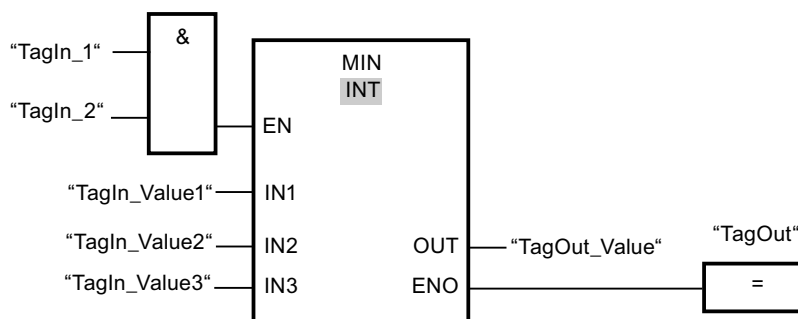 &
“TagIn_1“
“TagIn_2“
MIN
INT
EN
“TagIn_Value1“ IN1
“TagIn_Value2“ IN2 OUT “TagOut_Value“ “TagOut“
“TagIn_Value3“ IN3 ENO =